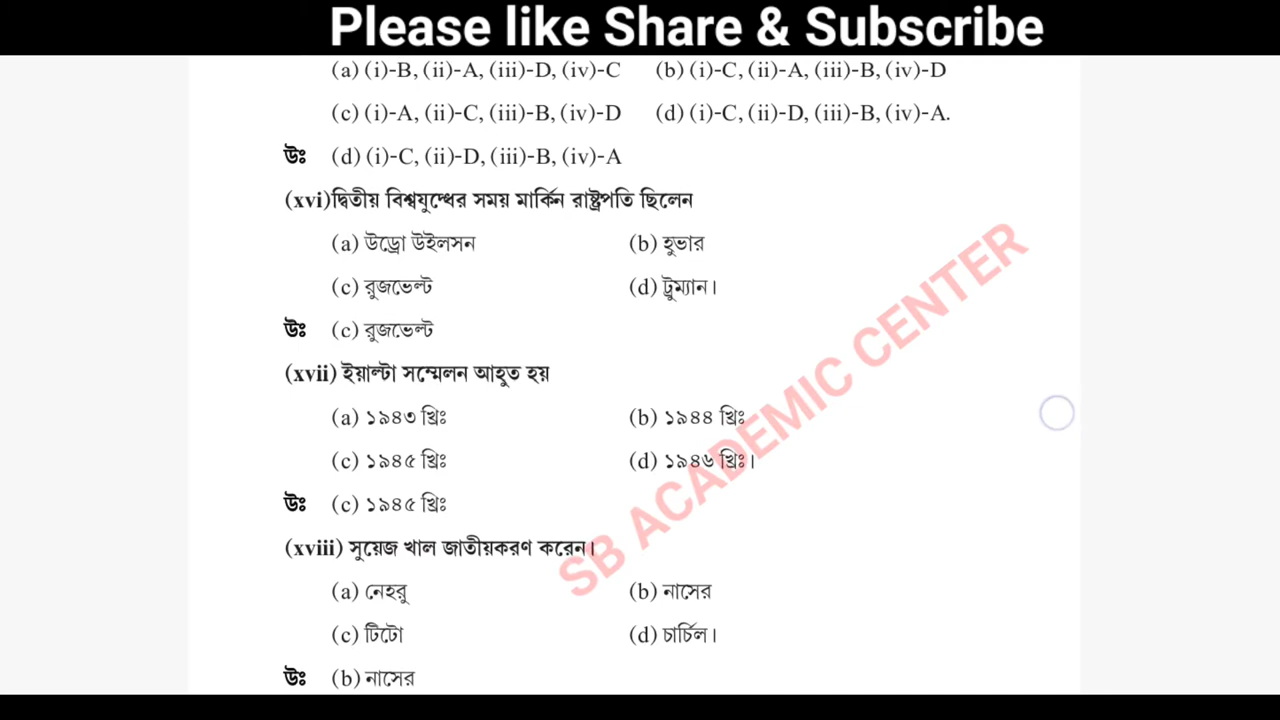 Please like Share & Subscribe
(a) (i)-B, (ii)-A, (iii)-D, (iv)-C (b) (i)-C, (ii)-A, (iii)-B, (iv)-D
(c) (i)-A, (ii)-C, (iii)-B, (iv)-D (d) (i)-C, (ii)-D, (iii)-B, (iv)-A.
উঃ (d) (i)-C, (ii)-D, (iii)-B, (iv)-A
(xvi)দ্বিতীয় বিশ্বযুদ্ধের সময় মার্কিন রাষ্ট্রপতি ছিলেন
(a) উড্রো উইলসন (b) হুভার
(c) রুজভেল্ট (d) ট্রুম্যান।
উঃ (c) রুজভেল্ট
(xvii) ইয়াল্টা সম্মেলন আহূত হয়
(a) ১৯৪৩ খ্রিঃ (b) ১৯৪৪ খ্রিঃ
(c) ১৯৪৫ খ্রিঃ (d) ১৯৪৬ খ্রিঃ।
উঃ (c) ১৯৪৫ খ্রিঃ
(xviii) সুয়েজ খাল জাতীয়করণ করেন।
(a) নেহরু (b) নাসের
(c) টিটো (d) চার্চিল।
উঃ (b) নাসের
SB ACADEMIC CENTER